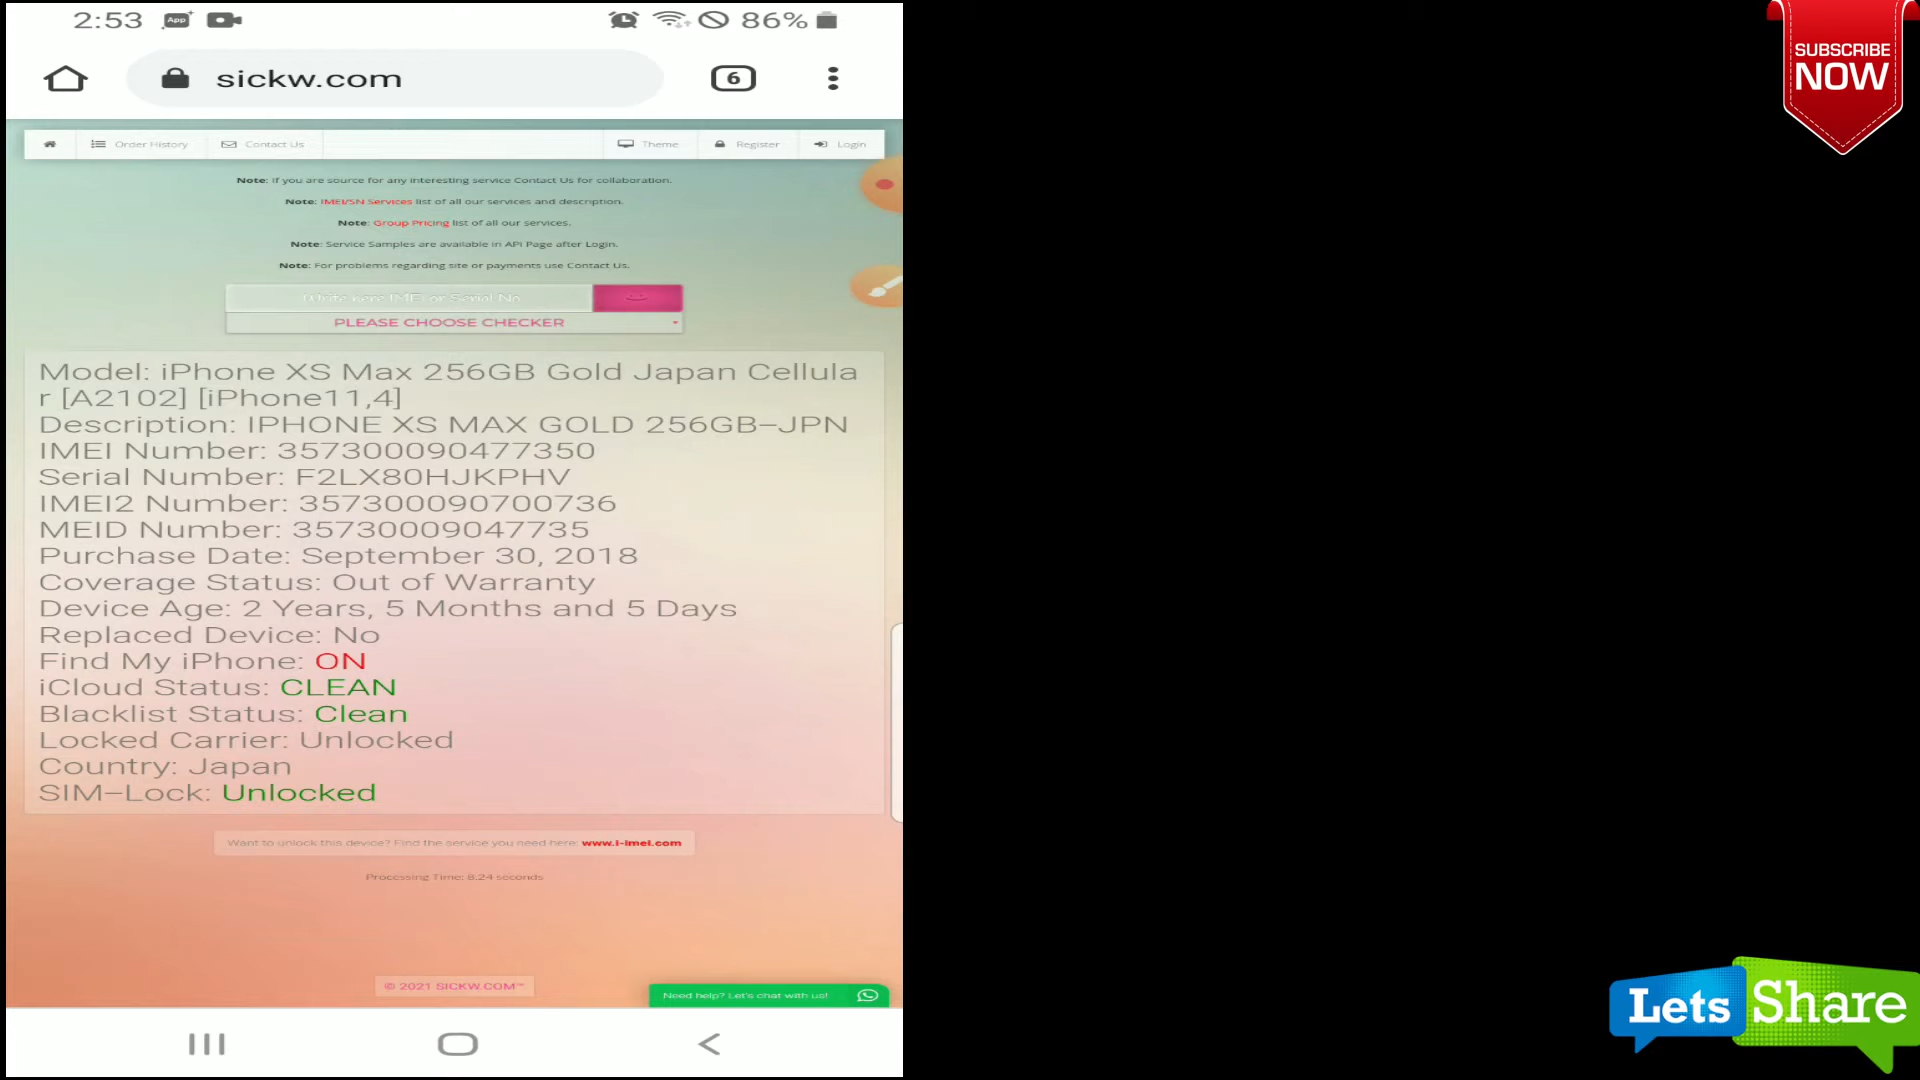 2:53
App
86%
SUBSCRIBE
NOW
sickw.com
6
Order History
Contact Us
Theme
Register
Login
Note: If you are source for any interesting service Contact Us for collaboration.
Note: IMEI/SN Services list of all our services and description.
Note: Group Pricing list of all our services.
Note: Service Samples are available in API Page after Login.
Note: For problems regarding site or payments use Contact Us.
Write here IMEI or Serial No
PLEASE CHOOSE CHECKER
Model: iPhone XS Max 256GB Gold Japan Cellula
r [A2102] [iPhone11,4]
Description: IPHONE XS MAX GOLD 256GB-JPN
IMEI Number: 357300090477350
Serial Number: F2LX80HJKPHV
IMEI2 Number: 357300090700736
MEID Number: 35730009047735
Purchase Date: September 30, 2018
Coverage Status: Out of Warranty
Device Age: 2 Years, 5 Months and 5 Days
Replaced Device: No
Find My iPhone: ON
iCloud Status: CLEAN
Blacklist Status: Clean
Locked Carrier: Unlocked
Country: Japan
SIM-Lock: Unlocked
Want to unlock this device? Find the service you need here: www.i-imei.com
Processing Time: 8.24 seconds
© 2021 SICKW.COM™
Need help? Let's chat with us!
Lets Share